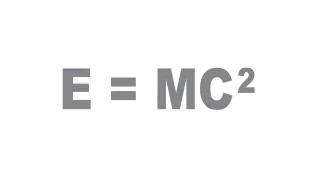 E = MC²